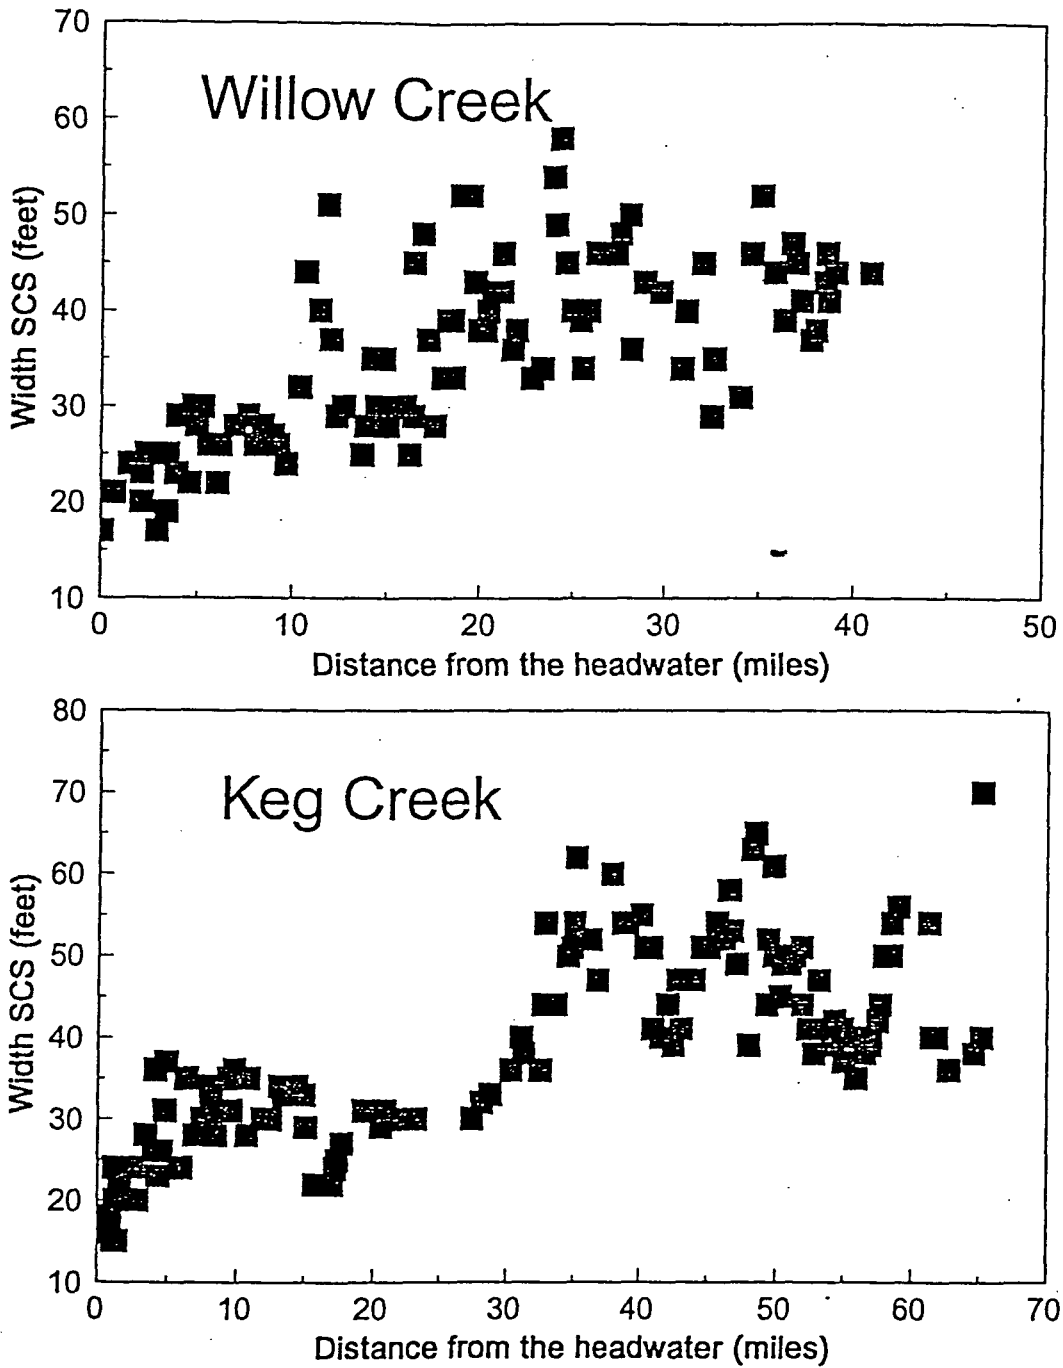 Willow Creek
70
60
50
40
30
20
10
Width SCS (feet)
0 10 20 30 40 50
Distance from the headwater (miles)
Keg Creek
80
70
60
50
40
30
20
10
Width SCS (feet)
0 10 20 30 40 50 60 70
Distance from the headwater (miles)